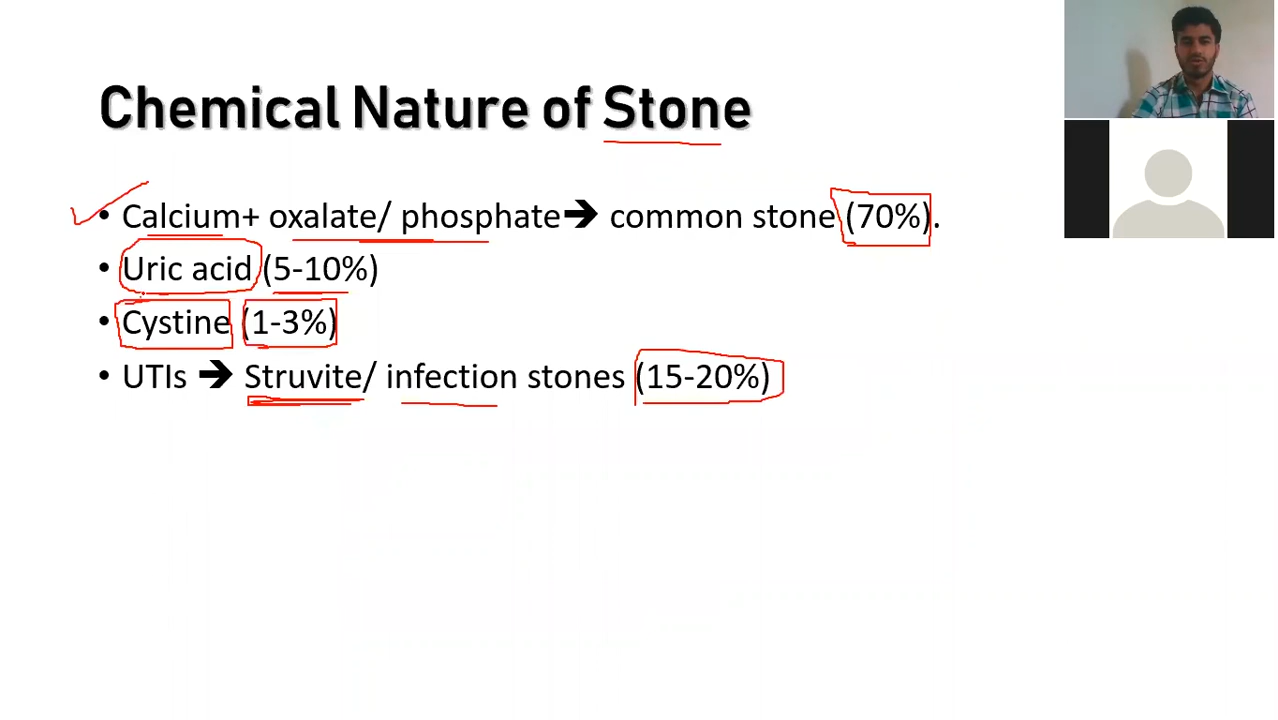 Chemical Nature of Stone
• Calcium+ oxalate/ phosphate🡺 common stone (70%).
• Uric acid (5-10%)
• Cystine (1-3%)
• UTIs 🡺 Struvite/ infection stones (15-20%)